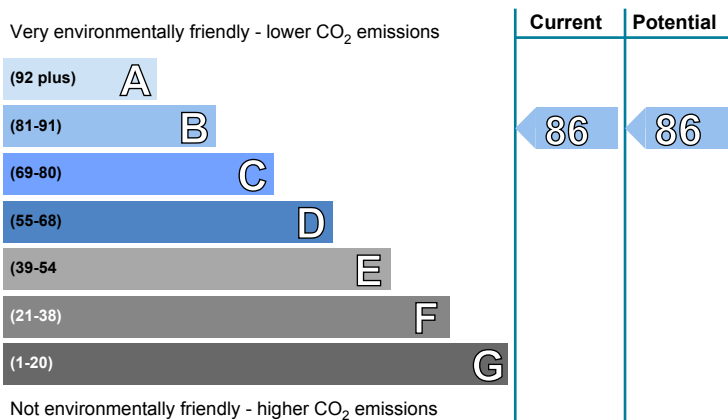 Very environmentally friendly - lower CO2 emissions
Current
Potential
(92 plus) A
(81-91) B
86
86
(69-80) C
(55-68) D
(39-54 E
(21-38) F
(1-20) G
Not environmentally friendly - higher CO2 emissions